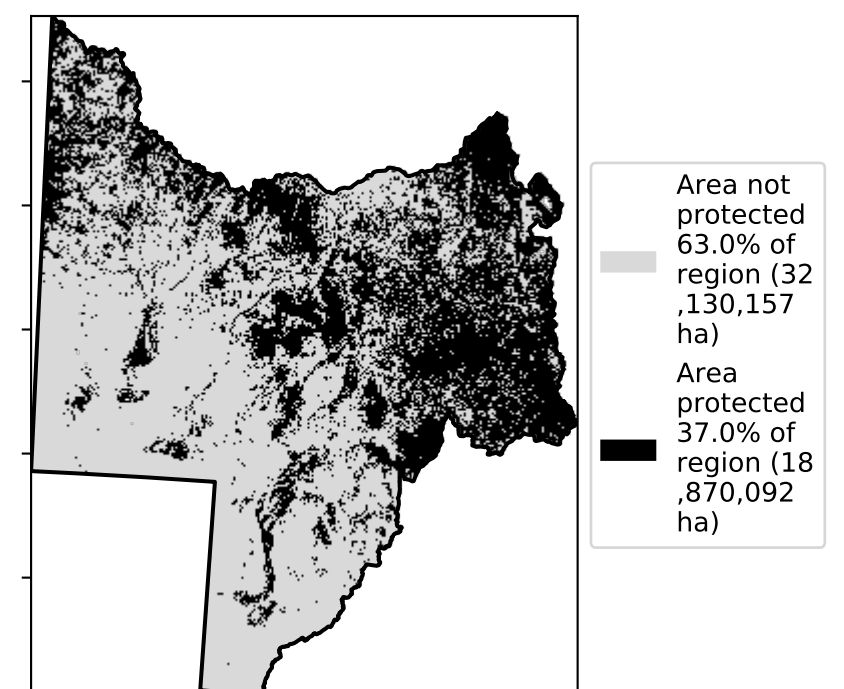 Area not
protected
63.0% of
region (32
,130,157
ha)
Area
protected
37.0% of
region (18
,870,092
ha)